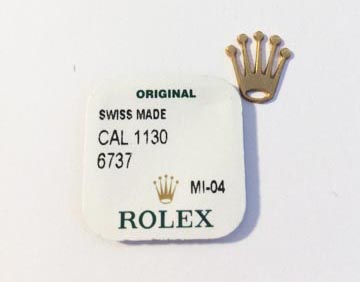 ORIGINAL
SWISS MADE
CAL 1130
6737
MI-04
ROLEX